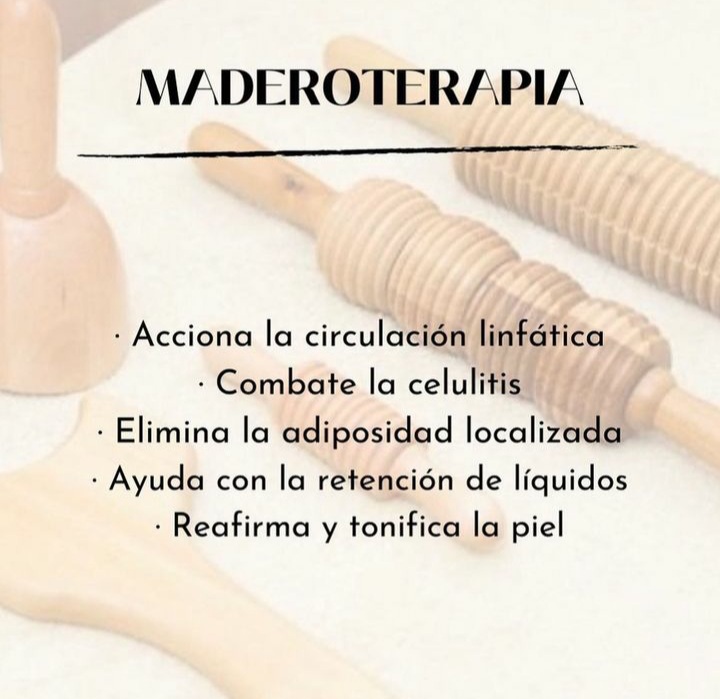 MADEROTERAPIA
· Acciona la circulación linfática
· Combate la celulitis
· Elimina la adiposidad localizada
· Ayuda con la retención de líquidos
· Reafirma y tonifica la piel